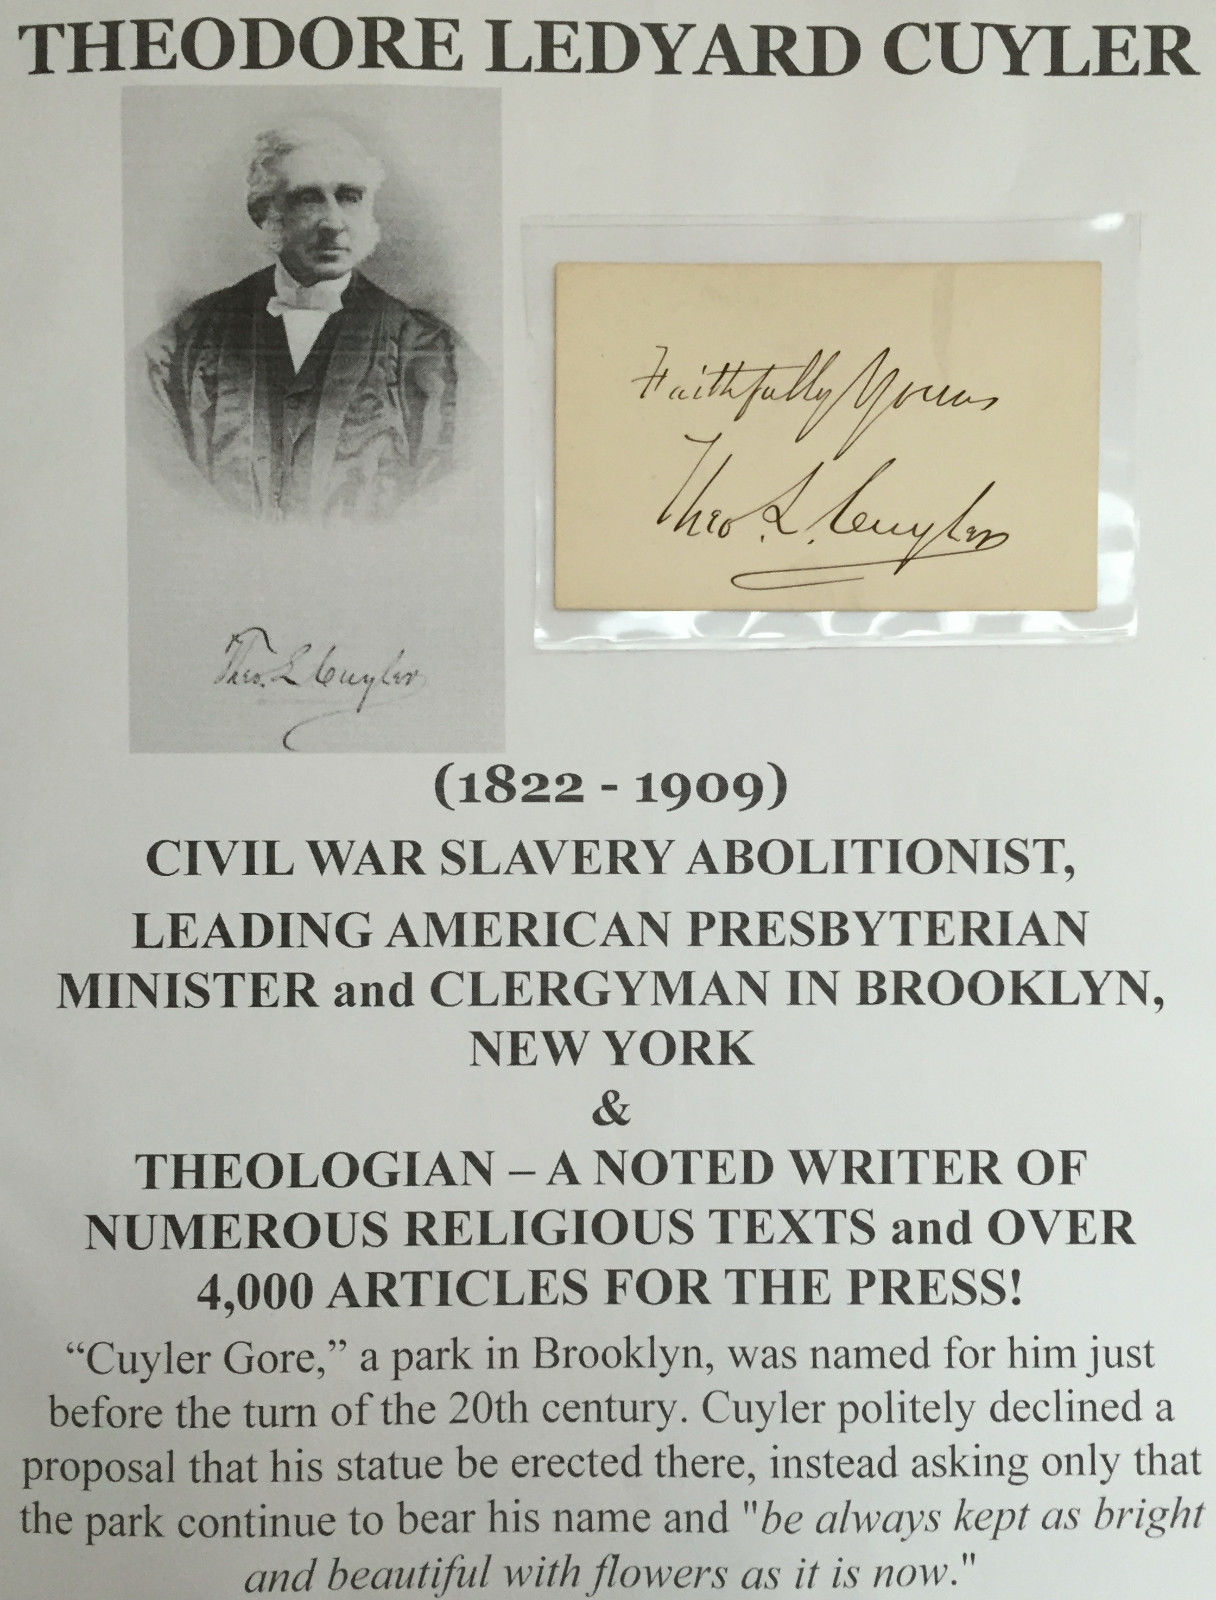 THEODORE LEDYARD CUYLER
Faithfully Yours
Theo. L. Cuyler
Theo. L Cuyler
(1822 - 1909)
CIVIL WAR SLAVERY ABOLITIONIST,
LEADING AMERICAN PRESBYTERIAN
MINISTER and CLERGYMAN IN BROOKLYN,
NEW YORK
&
THEOLOGIAN – A NOTED WRITER OF
NUMEROUS RELIGIOUS TEXTS and OVER
4,000 ARTICLES FOR THE PRESS!
“Cuyler Gore,” a park in Brooklyn, was named for him just
before the turn of the 20th century. Cuyler politely declined a
proposal that his statue be erected there, instead asking only that
the park continue to bear his name and "be always kept as bright
and beautiful with flowers as it is now."